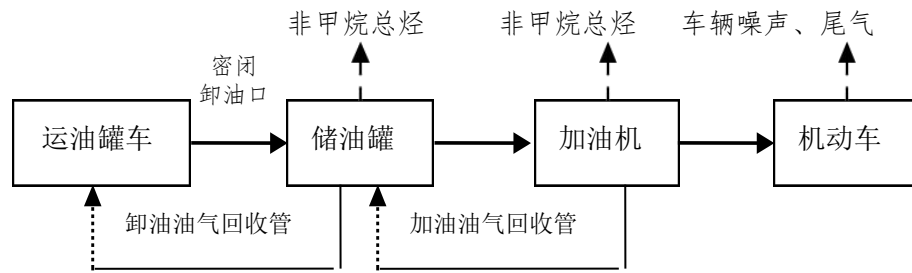 非甲烷总烃
非甲烷总烃
车辆噪声、尾气
密闭
卸油口
运油罐车
储油罐
加油机
机动车
卸油油气回收管
加油油气回收管